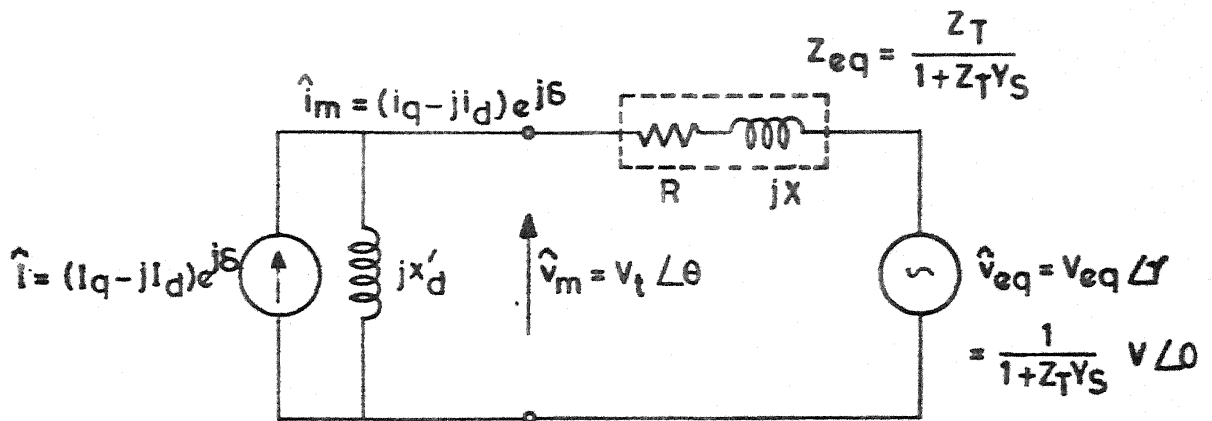 Z_eq = Z_T / (1 + Z_T Y_S)
î_m = (i_q - j i_d) e^{jδ}
R
jX
Î = (I_q - j I_d) e^{jδ}
jx'_d
v̂_m = V_t ∠θ
v̂_eq = V_eq ∠γ
= 1 / (1 + Z_T Y_S) V ∠0